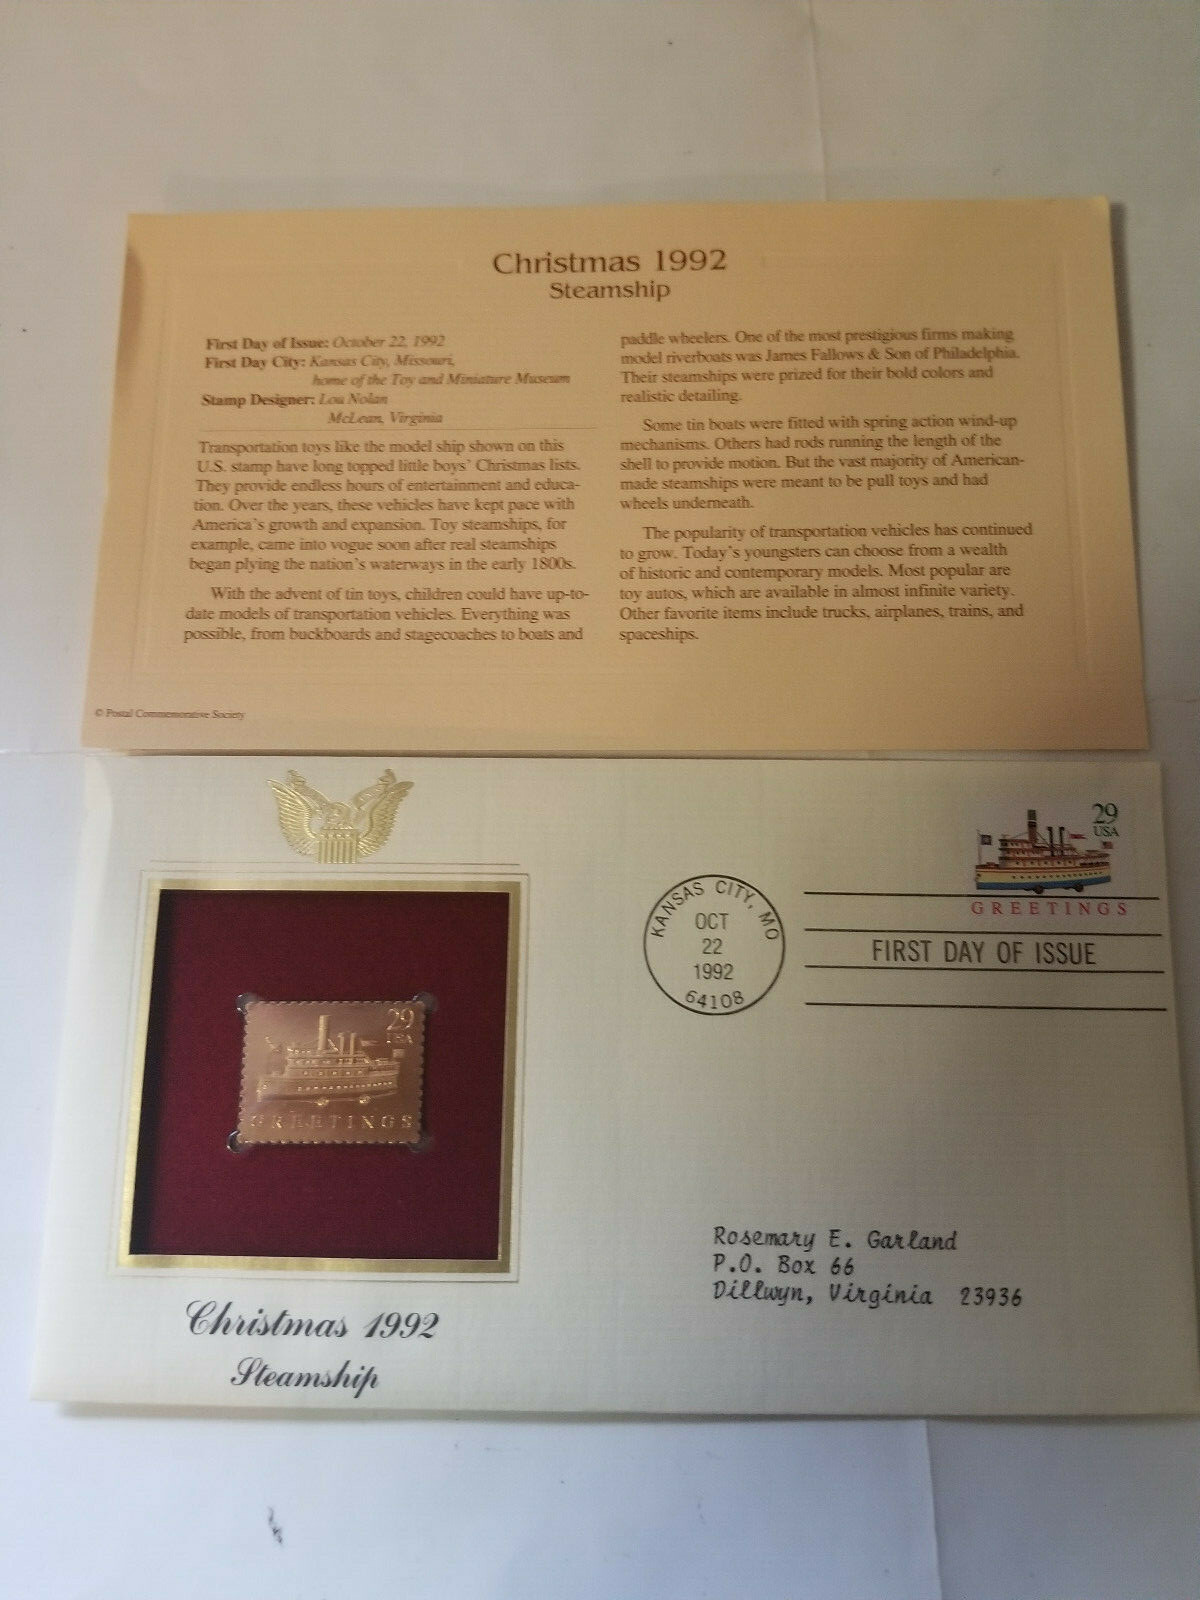 Christmas 1992
Steamship
First Day of Issue: October 22, 1992
First Day City: Kansas City, Missouri,
home of the Toy and Miniature Museum
Stamp Designer: Lou Nolan
McLean, Virginia
Transportation toys like the model ship shown on this
U.S. stamp have long topped little boys' Christmas lists.
They provide endless hours of entertainment and educa-
tion. Over the years, these vehicles have kept pace with
America's growth and expansion. Toy steamships, for
example, came into vogue soon after real steamships
began plying the nation's waterways in the early 1800s.
With the advent of tin toys, children could have up-to-
date models of transportation vehicles. Everything was
possible, from buckboards and stagecoaches to boats and
paddle wheelers. One of the most prestigious firms making
model riverboats was James Fallows & Son of Philadelphia.
Their steamships were prized for their bold colors and
realistic detailing.
Some tin boats were fitted with spring action wind-up
mechanisms. Others had rods running the length of the
shell to provide motion. But the vast majority of American-
made steamships were meant to be pull toys and had
wheels underneath.
The popularity of transportation vehicles has continued
to grow. Today's youngsters can choose from a wealth
of historic and contemporary models. Most popular are
toy autos, which are available in almost infinite variety.
Other favorite items include trucks, airplanes, trains, and
spaceships.
© Postal Commemorative Society
29
USA
GREETINGS
KANSAS CITY, MO
OCT
22
1992
64108
FIRST DAY OF ISSUE
29
USA
GREETINGS
Rosemary E. Garland
P.O. Box 66
Dillwyn, Virginia 23936
Christmas 1992
Steamship